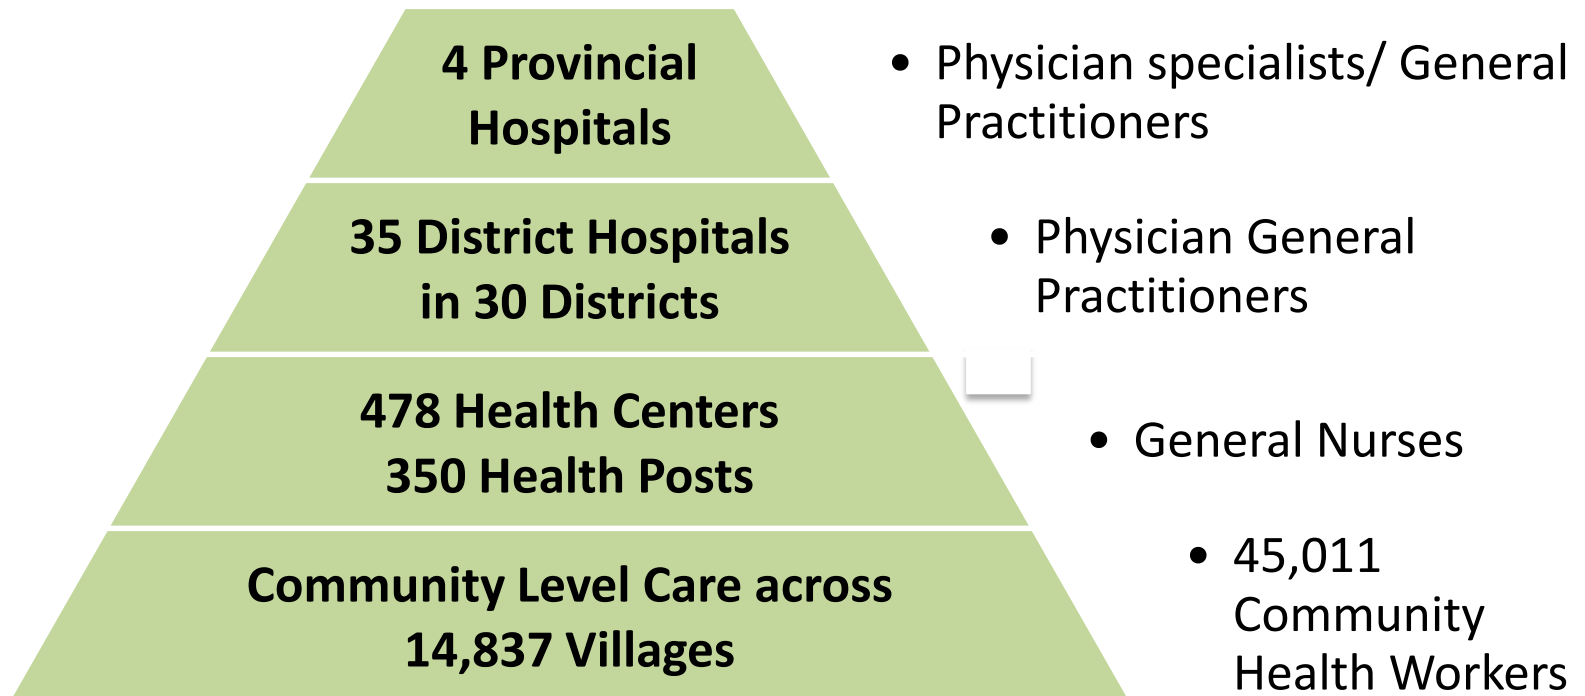 4 Provincial
Hospitals
• Physician specialists/ General
Practitioners
35 District Hospitals
in 30 Districts
• Physician General
Practitioners
478 Health Centers
350 Health Posts
• General Nurses
Community Level Care across
14,837 Villages
• 45,011
Community
Health Workers